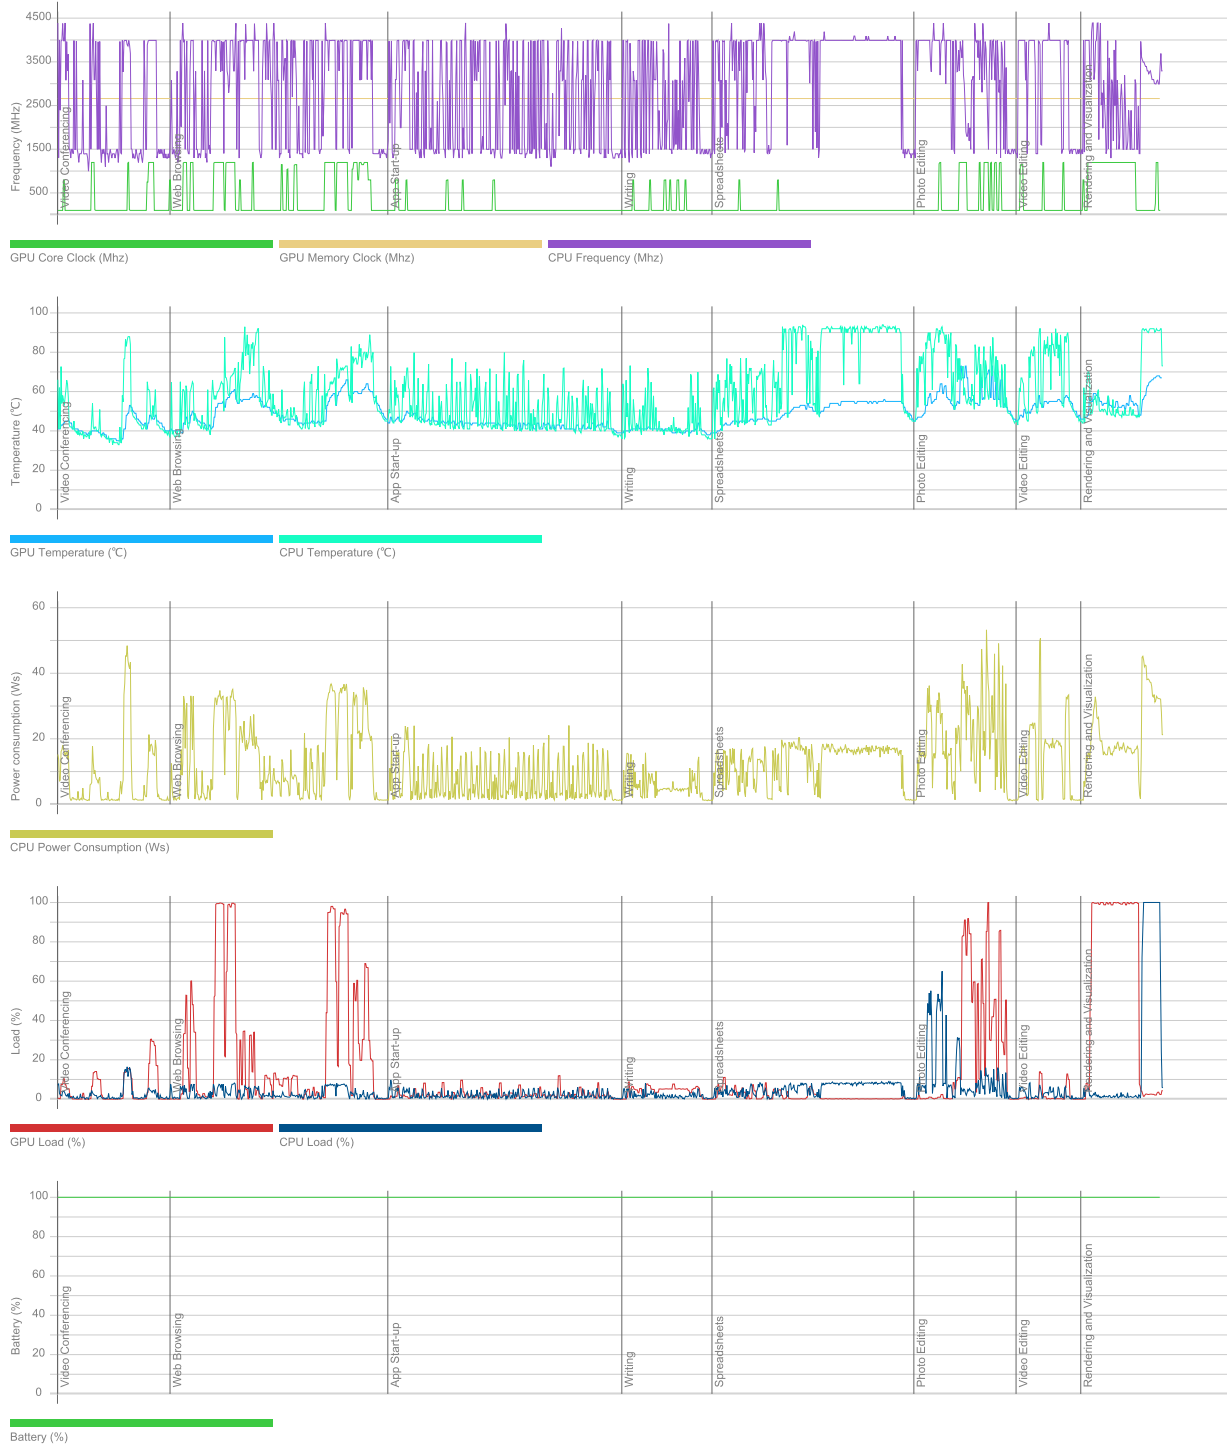 4500
3500
2500
1500
500
Frequency (MHz)
Video Conferencing
Web Browsing
App Start-up
Writing
Spreadsheets
Photo Editing
Video Editing
Rendering and Visualization
GPU Core Clock (Mhz)
GPU Memory Clock (Mhz)
CPU Frequency (Mhz)
100
80
60
40
20
0
Temperature (°C)
Video Conferencing
Web Browsing
App Start-up
Writing
Spreadsheets
Photo Editing
Video Editing
Rendering and Visualization
GPU Temperature (°C)
CPU Temperature (°C)
60
40
20
0
Power consumption (Ws)
Video Conferencing
Web Browsing
App Start-up
Writing
Spreadsheets
Photo Editing
Video Editing
Rendering and Visualization
CPU Power Consumption (Ws)
100
80
60
40
20
0
Load (%)
Video Conferencing
Web Browsing
App Start-up
Writing
Spreadsheets
Photo Editing
Video Editing
Rendering and Visualization
GPU Load (%)
CPU Load (%)
100
80
60
40
20
0
Battery (%)
Video Conferencing
Web Browsing
App Start-up
Writing
Spreadsheets
Photo Editing
Video Editing
Rendering and Visualization
Battery (%)